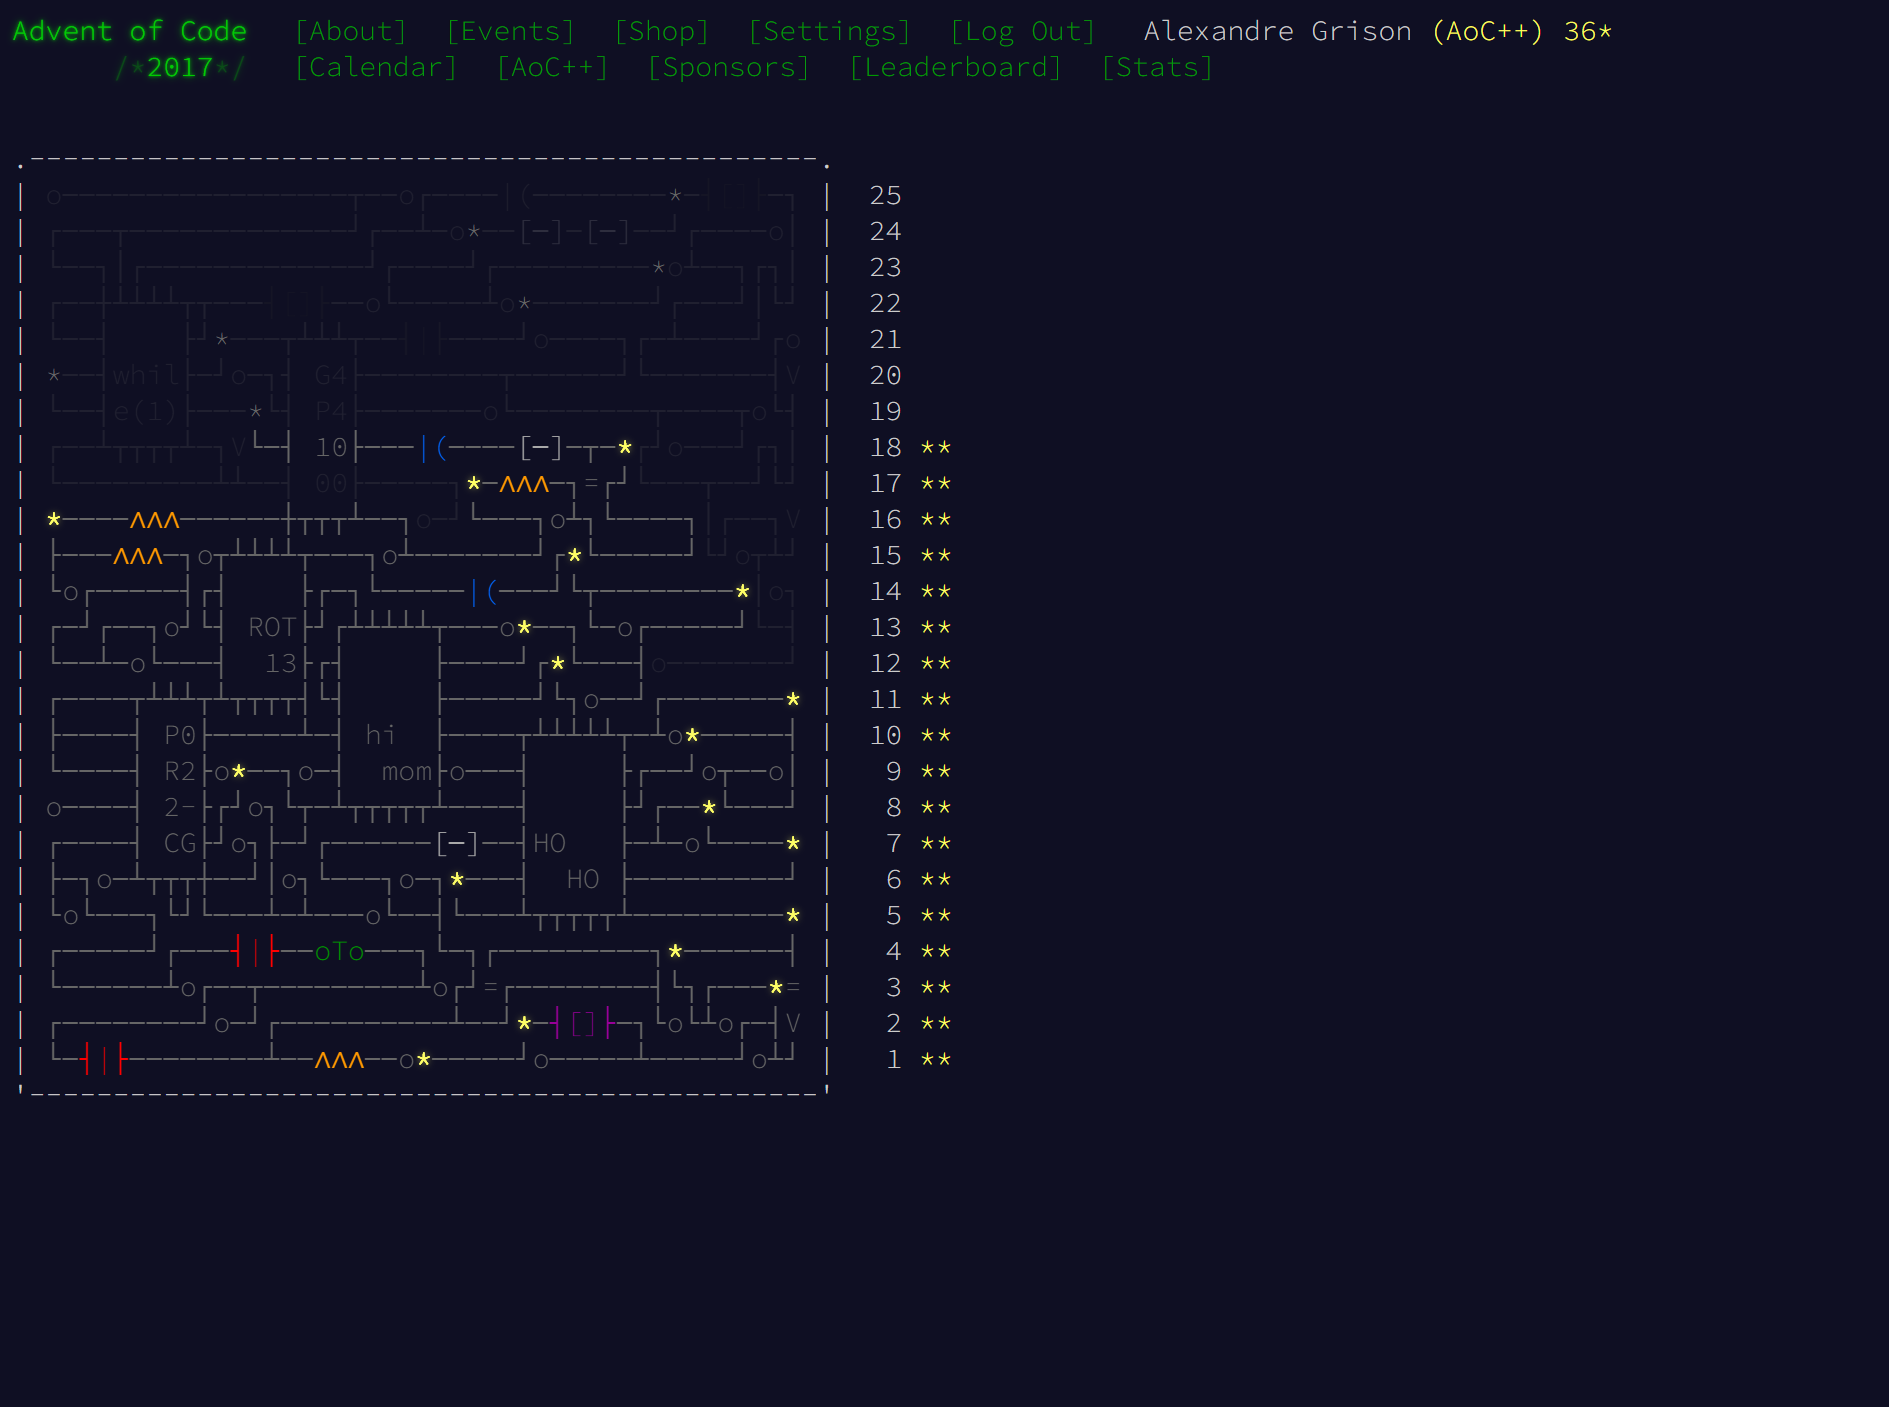 Advent of Code [About] [Events] [Shop] [Settings] [Log Out] Alexandre Grison (AoC++) 36*
/*2017*/ [Calendar] [AoC++] [Sponsors] [Leaderboard] [Stats]
25
24
23
22
21
whil G4 20
e(1) P4 19
10 18 **
00 17 **
16 **
15 **
14 **
ROT 13 **
13 12 **
11 **
P0 hi 10 **
R2 mom 9 **
2- 8 **
CG HO 7 **
HO 6 **
5 **
oTo 4 **
3 **
2 **
1 **